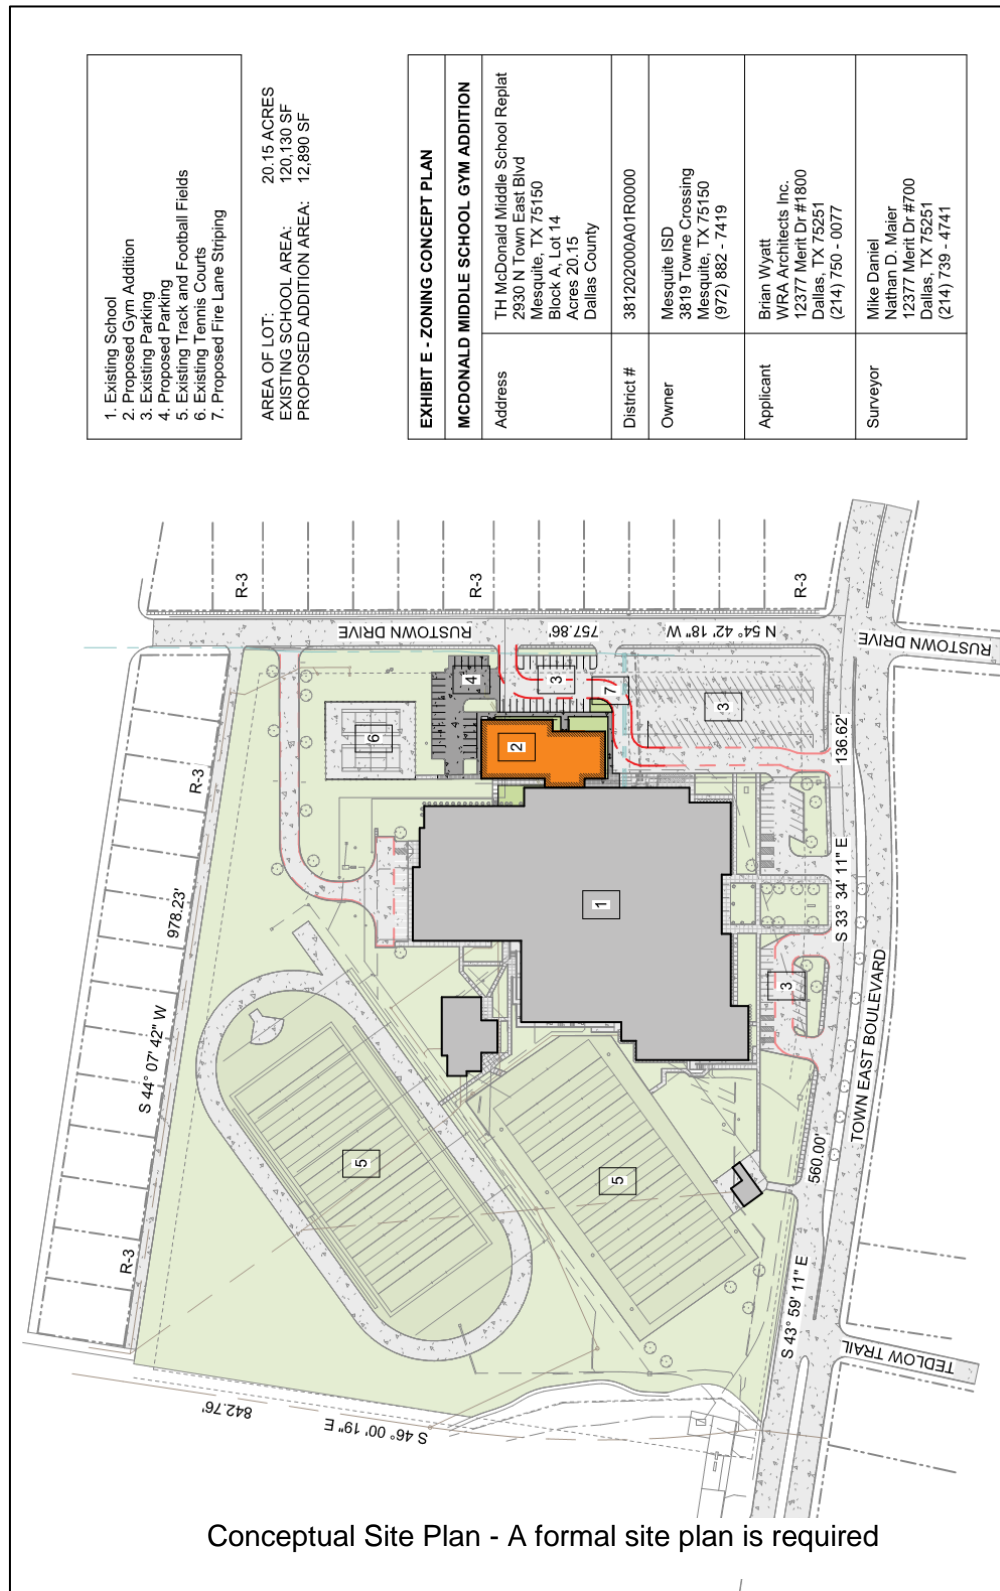 1. Existing School
2. Proposed Gym Addition
3. Existing Parking
4. Proposed Parking
5. Existing Track and Football Fields
6. Existing Tennis Courts
7. Proposed Fire Lane Striping
AREA OF LOT: 20.15 ACRES
EXISTING SCHOOL AREA: 120,130 SF
PROPOSED ADDITION AREA: 12,890 SF
EXHIBIT E - ZONING CONCEPT PLAN
MCDONALD MIDDLE SCHOOL GYM ADDITION
Address
TH McDonald Middle School Replat
2930 N Town East Blvd
Mesquite, TX 75150
Block A, Lot 14
Acres 20.15
Dallas County
District #
381202000A01R0000
Owner
Mesquite ISD
3819 Towne Crossing
Mesquite, TX 75150
(972) 882 - 7419
Applicant
Brian Wyatt
WRA Architects Inc.
12377 Merit Dr #1800
Dallas, TX 75251
(214) 750 - 0077
Surveyor
Mike Daniel
Nathan D. Maier
12377 Merit Dr #700
Dallas, TX 75251
(214) 739 - 4741
R-3
R-3
R-3
RUSTOWN DRIVE
757.86'
N 54° 42' 18" W
RUSTOWN DRIVE
R-3
978.23'
S 44° 07' 42" W
R-3
6
4
4
3
7
3
2
136.62'
1
S 33° 34' 11" E
3
TOWN EAST BOULEVARD
5
5
560.00'
S 43° 59' 11" E
TEDLOW TRAIL
842.76'
S 46° 00' 19" E
Conceptual Site Plan - A formal site plan is required